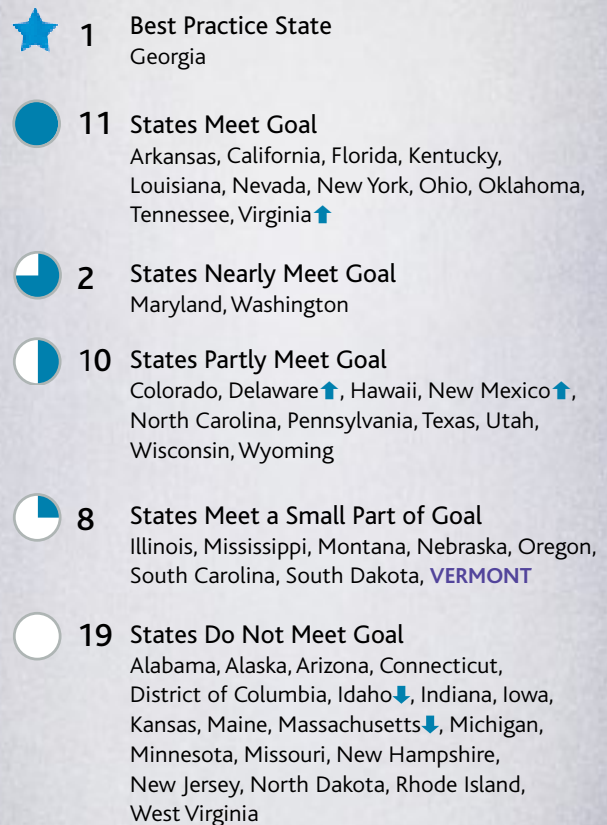 1 Best Practice State
Georgia
11 States Meet Goal
Arkansas, California, Florida, Kentucky,
Louisiana, Nevada, New York, Ohio, Oklahoma,
Tennessee, Virginia⬆
2 States Nearly Meet Goal
Maryland, Washington
10 States Partly Meet Goal
Colorado, Delaware⬆, Hawaii, New Mexico⬆,
North Carolina, Pennsylvania, Texas, Utah,
Wisconsin, Wyoming
8 States Meet a Small Part of Goal
Illinois, Mississippi, Montana, Nebraska, Oregon,
South Carolina, South Dakota, VERMONT
19 States Do Not Meet Goal
Alabama, Alaska, Arizona, Connecticut,
District of Columbia, Idaho⬇, Indiana, Iowa,
Kansas, Maine, Massachusetts⬇, Michigan,
Minnesota, Missouri, New Hampshire,
New Jersey, North Dakota, Rhode Island,
West Virginia